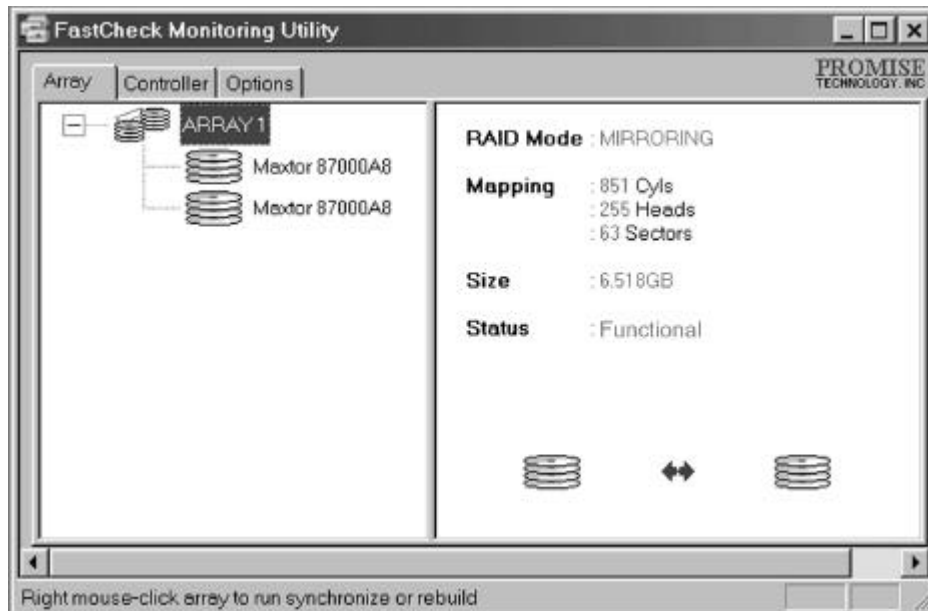 FastCheck Monitoring Utility
Array Controller Options
PROMISE
TECHNOLOGY, INC
ARRAY 1
Maxtor 87000A8
Maxtor 87000A8
RAID Mode : MIRRORING
Mapping : 851 Cyls
: 255 Heads
: 63 Sectors
Size : 6.518GB
Status : Functional
Right mouse-click array to run synchronize or rebuild